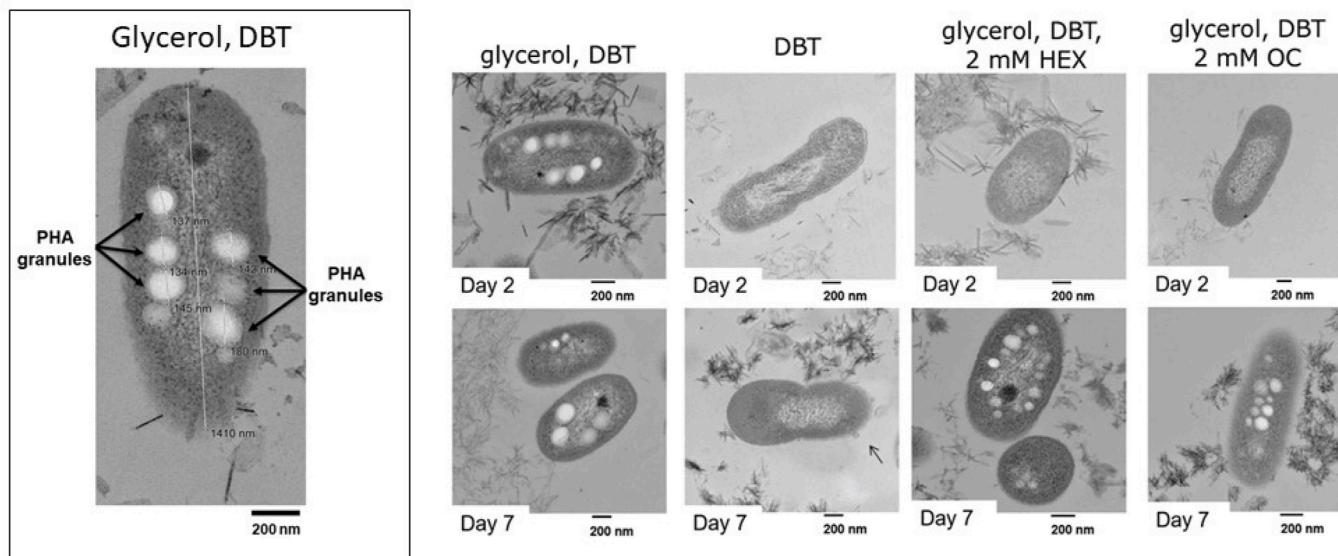 Glycerol, DBT
137 nm
PHA
granules
134 nm
142 nm
PHA
granules
145 nm
180 nm
1410 nm
200 nm
glycerol, DBT
DBT
glycerol, DBT,
2 mM HEX
glycerol, DBT
2 mM OC
Day 2
200 nm
Day 2
200 nm
Day 2
200 nm
Day 2
200 nm
Day 7
200 nm
Day 7
200 nm
Day 7
200 nm
Day 7
200 nm